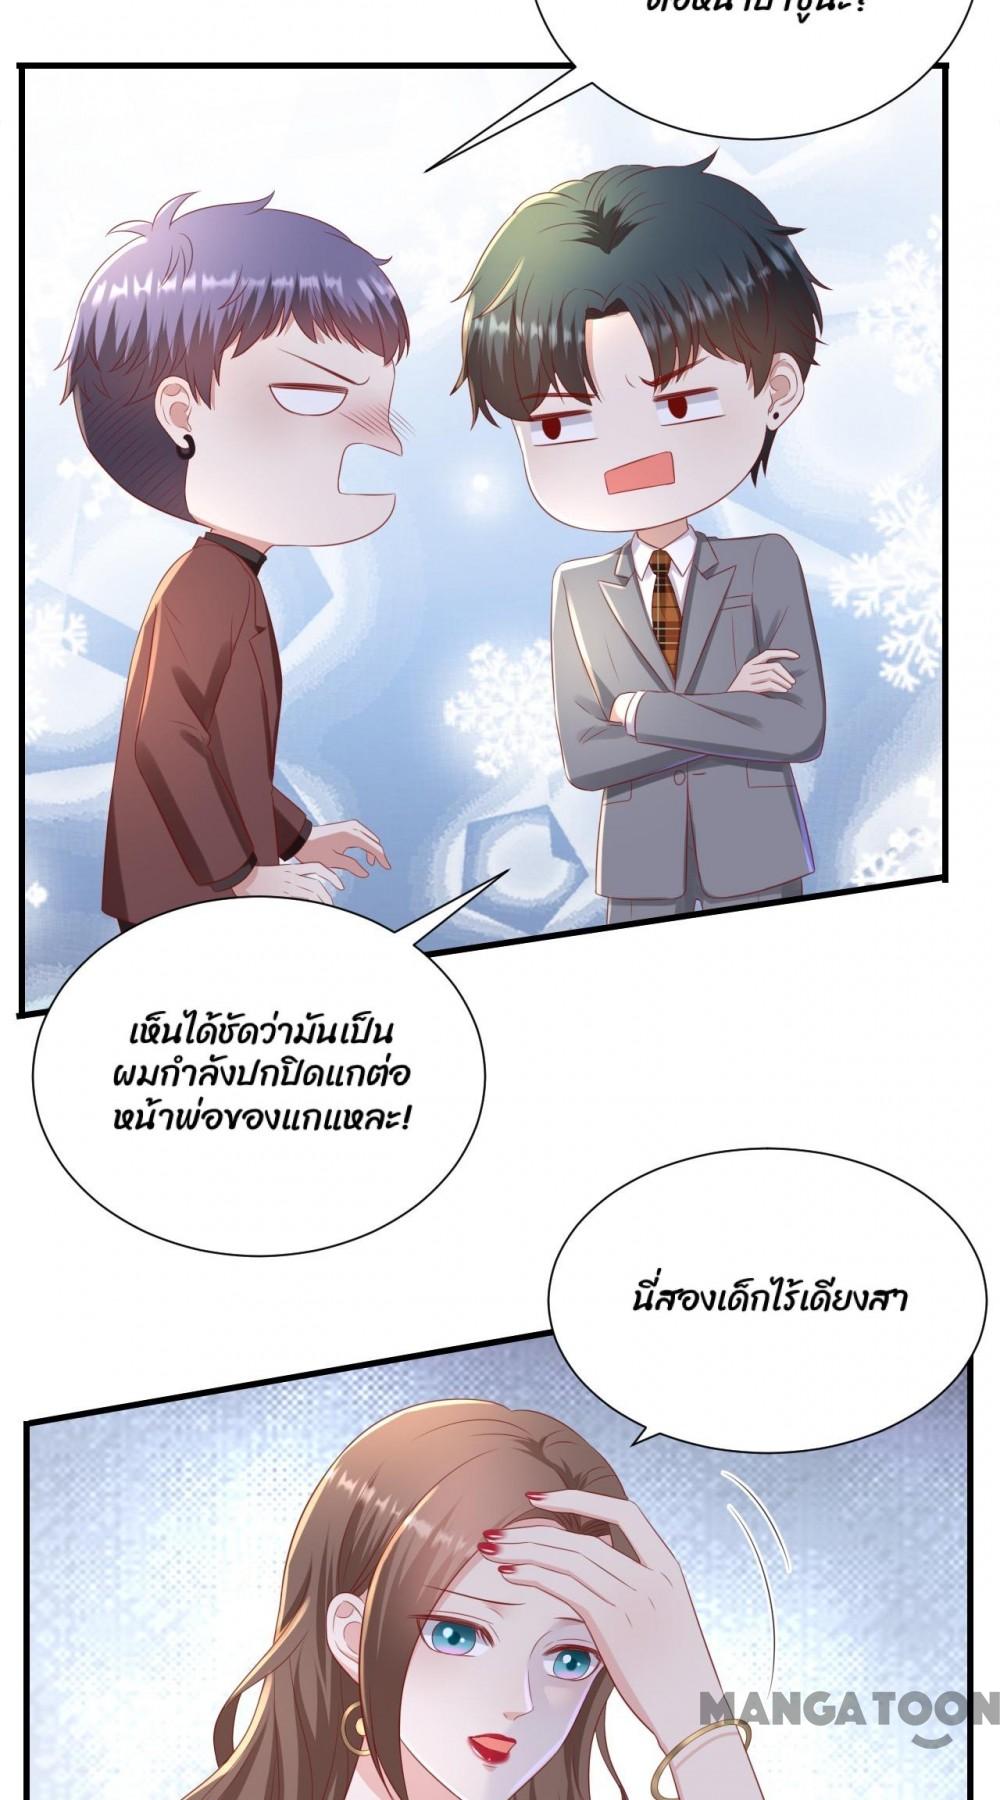 เห็นได้ชัดว่ามันเป็น
ผมกำลังปกปิดแกต่อ
หน้าพ่อของแกแหละ!
นี่สองเด็กไร้เดียงสา
MANGATOON